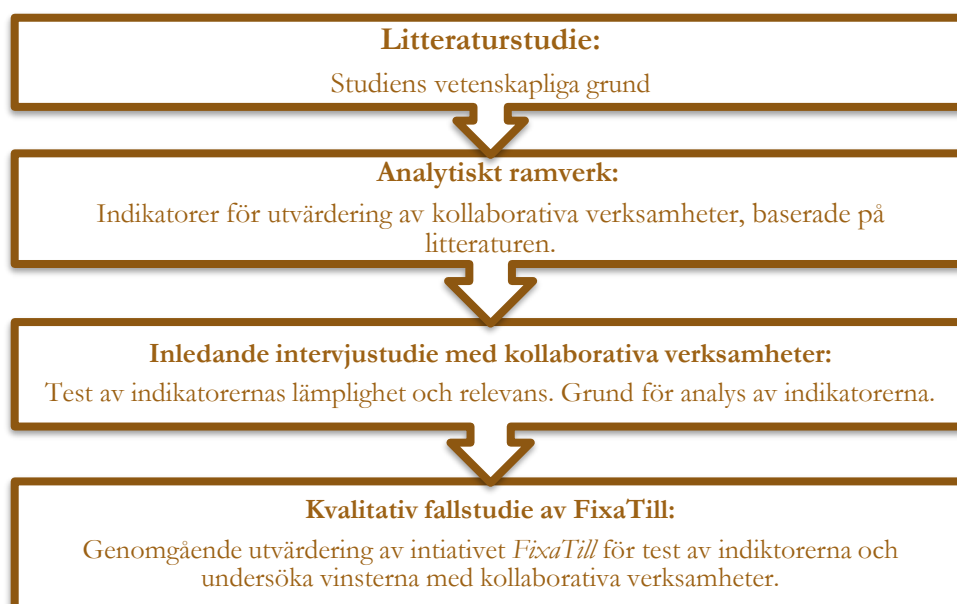 Litteraturstudie:
Studiens vetenskapliga grund
Analytiskt ramverk:
Indikatorer för utvärdering av kollaborativa verksamheter, baserade på
litteraturen.
Inledande intervjustudie med kollaborativa verksamheter:
Test av indikatorernas lämplighet och relevans. Grund för analys av indikatorerna.
Kvalitativ fallstudie av FixaTill:
Genomgående utvärdering av intiativet FixaTill för test av indiktorerna och
undersöka vinsterna med kollaborativa verksamheter.